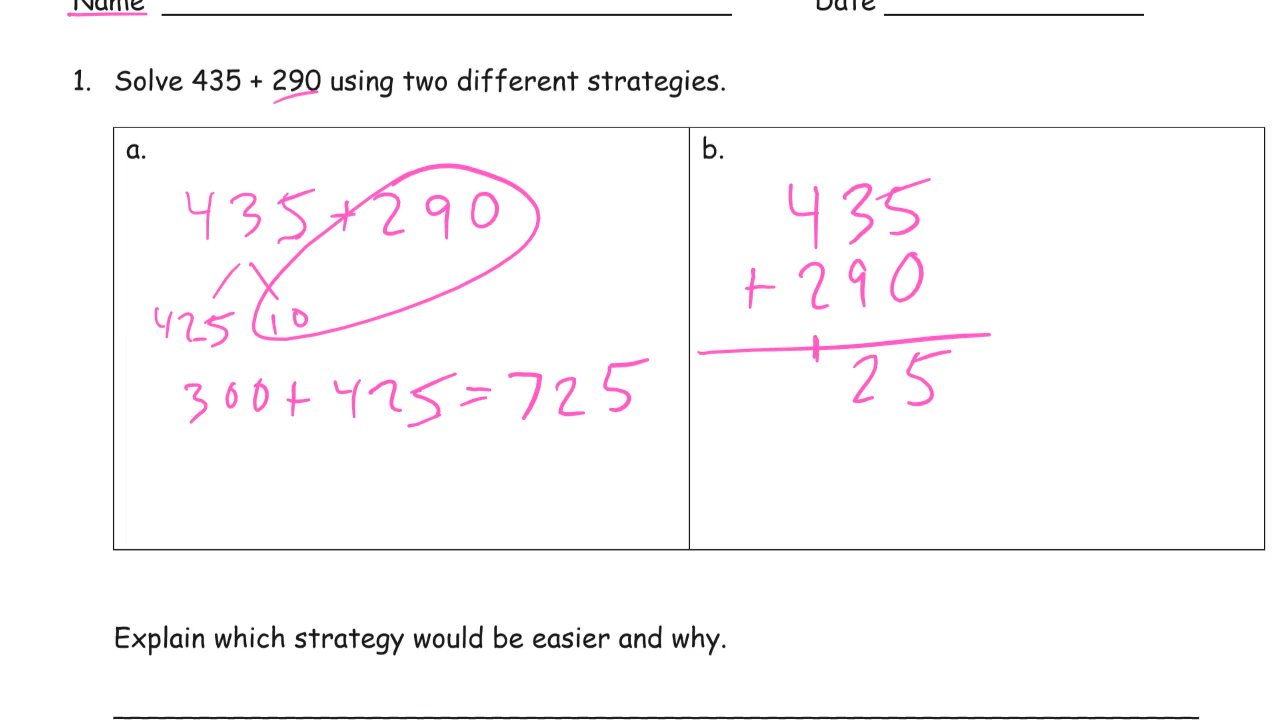 Name Date
1. Solve 435 + 290 using two different strategies.
a.
435 + 290
425 10
300 + 425 = 725
b.
435
+ 290
1
25
Explain which strategy would be easier and why.